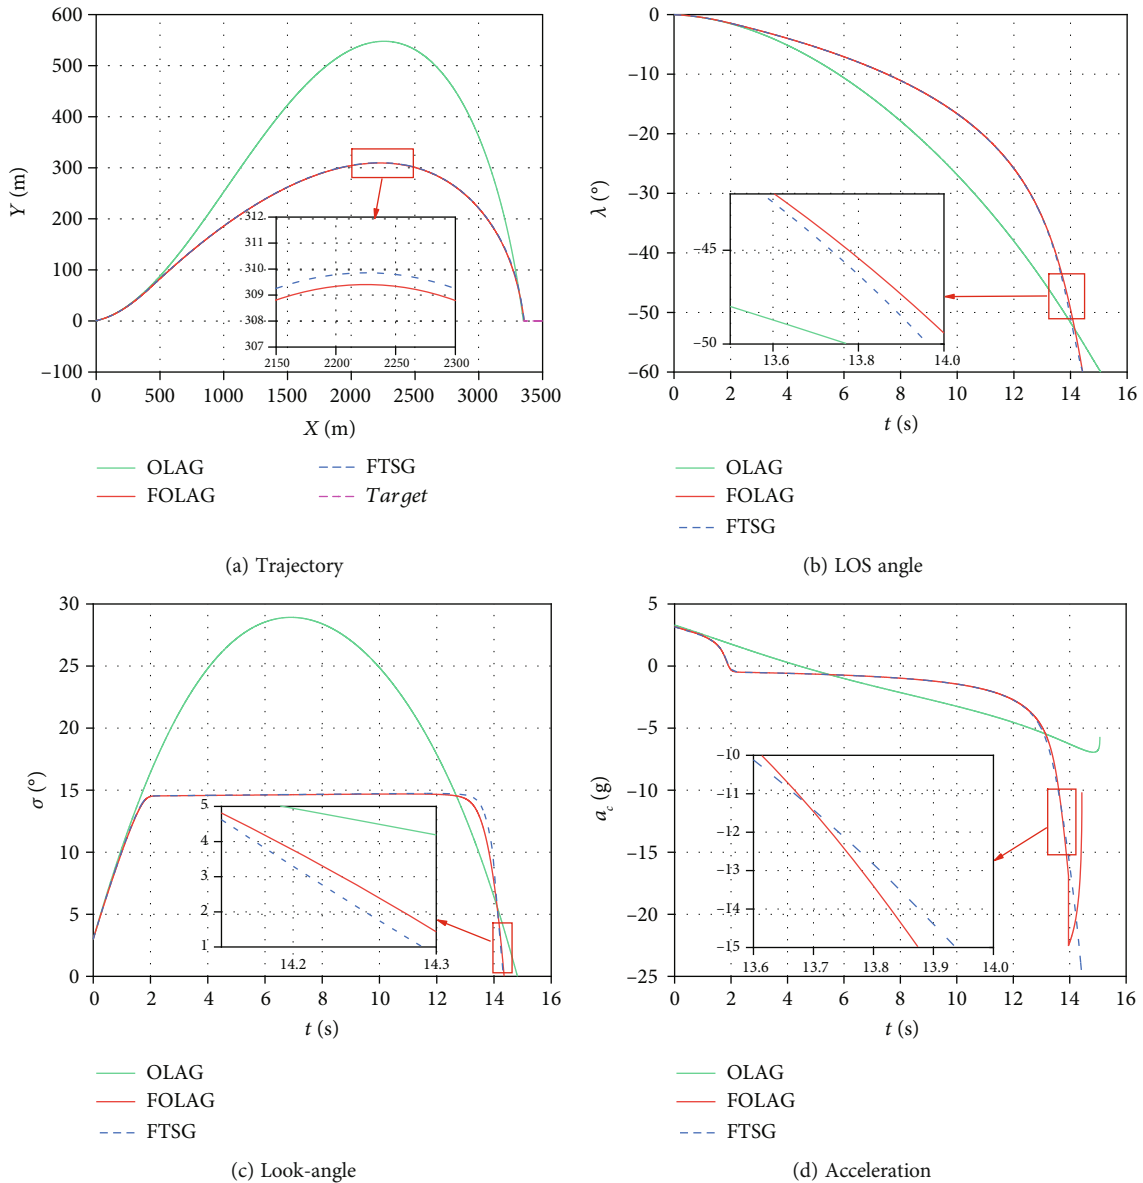 600
500
400
300
200
100
0
−100
Y (m)
312
311
310
309
308
307
2150 2200 2250 2300
0 500 1000 1500 2000 2500 3000 3500
X (m)
OLAG
FOLAG
FTSG
Target
(a) Trajectory
0
−10
−20
−30
−40
−50
−60
λ (°)
−45
−50
13.6 13.8 14.0
0 2 4 6 8 10 12 14 16
t (s)
OLAG
FOLAG
FTSG
(b) LOS angle
30
25
20
15
10
5
0
σ (°)
5
4
3
2
1
14.2 14.3
0 2 4 6 8 10 12 14 16
t (s)
OLAG
FOLAG
FTSG
(c) Look-angle
5
0
−5
−10
−15
−20
−25
a_c (g)
−10
−11
−12
−13
−14
−15
13.6 13.7 13.8 13.9 14.0
0 2 4 6 8 10 12 14 16
t (s)
OLAG
FOLAG
FTSG
(d) Acceleration